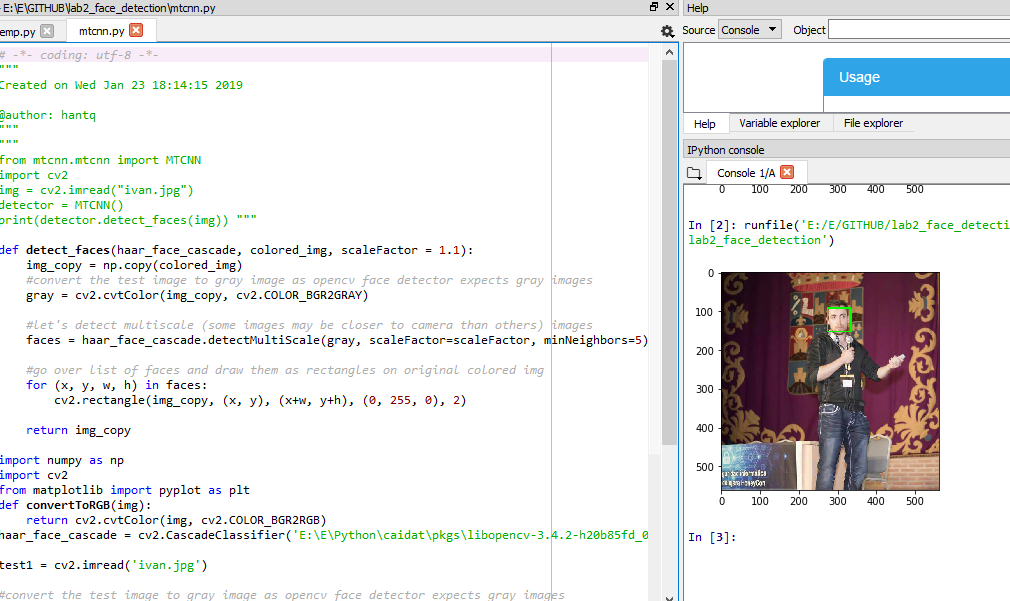 E:\E\GITHUB\lab2_face_detection\mtcnn.py
emp.py
mtcnn.py
# -*- coding: utf-8 -*-
"""
Created on Wed Jan 23 18:14:15 2019
@author: hantq
"""
"""
from mtcnn.mtcnn import MTCNN
import cv2
img = cv2.imread("ivan.jpg")
detector = MTCNN()
print(detector.detect_faces(img)) """
def detect_faces(haar_face_cascade, colored_img, scaleFactor = 1.1):
img_copy = np.copy(colored_img)
#convert the test image to gray image as opencv face detector expects gray images
gray = cv2.cvtColor(img_copy, cv2.COLOR_BGR2GRAY)
#let's detect multiscale (some images may be closer to camera than others) images
faces = haar_face_cascade.detectMultiScale(gray, scaleFactor=scaleFactor, minNeighbors=5)
#go over list of faces and draw them as rectangles on original colored img
for (x, y, w, h) in faces:
cv2.rectangle(img_copy, (x, y), (x+w, y+h), (0, 255, 0), 2)
return img_copy
import numpy as np
import cv2
from matplotlib import pyplot as plt
def convertToRGB(img):
return cv2.cvtColor(img, cv2.COLOR_BGR2RGB)
haar_face_cascade = cv2.CascadeClassifier('E:\E\Python\caidat\pkgs\libopencv-3.4.2-h20b85fd_0
test1 = cv2.imread('ivan.jpg')
#convert the test image to gray image as opencv face detector expects gray images
Help
Source Console Object
Usage
Help Variable explorer File explorer
IPython console
Console 1/A
0 100 200 300 400 500
In [2]: runfile('E:/E/GITHUB/lab2_face_detecti
lab2_face_detection')
0
100
200
300
400
500
0 100 200 300 400 500
In [3]: